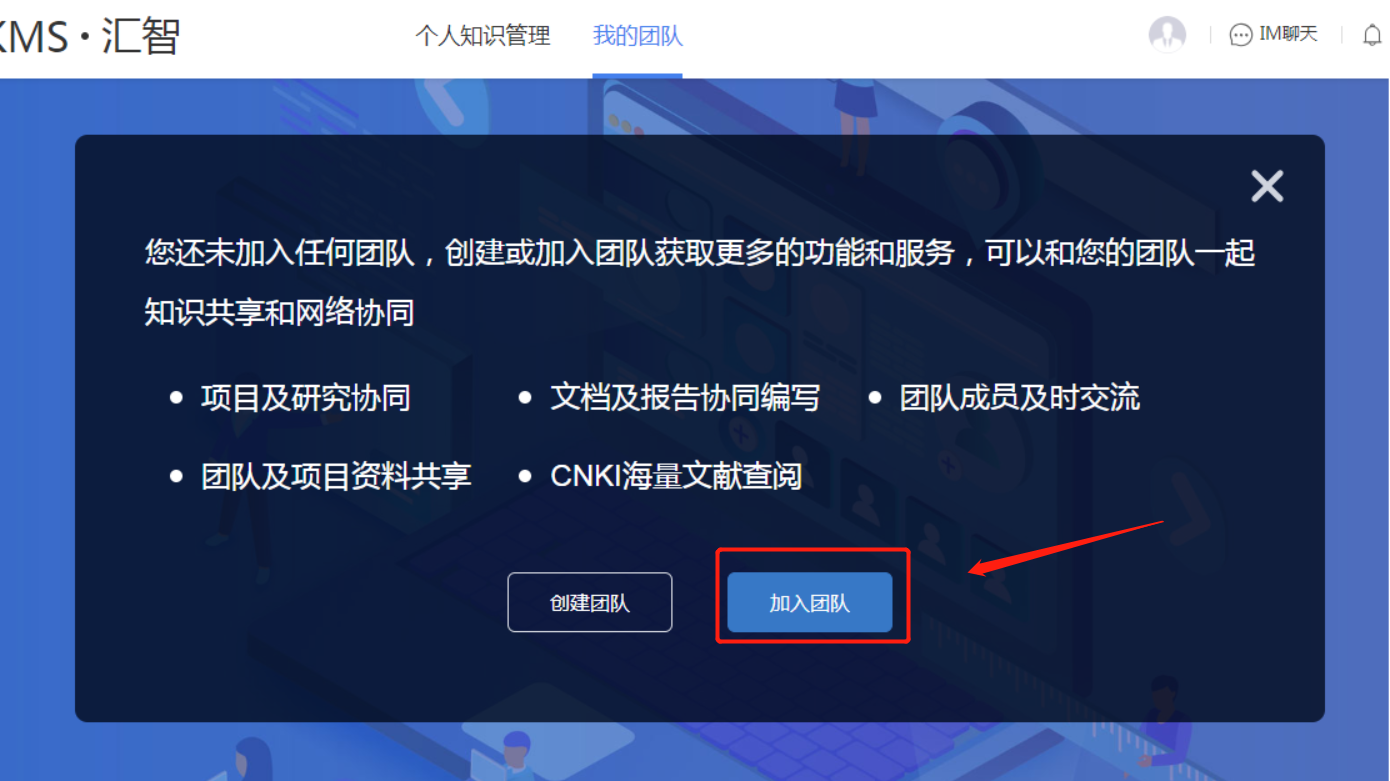 KMS·汇智
个人知识管理
我的团队
IM聊天
您还未加入任何团队，创建或加入团队获取更多的功能和服务，可以和您的团队一起
知识共享和网络协同
项目及研究协同
文档及报告协同编写
团队成员及时交流
团队及项目资料共享
CNKI海量文献查阅
创建团队
加入团队